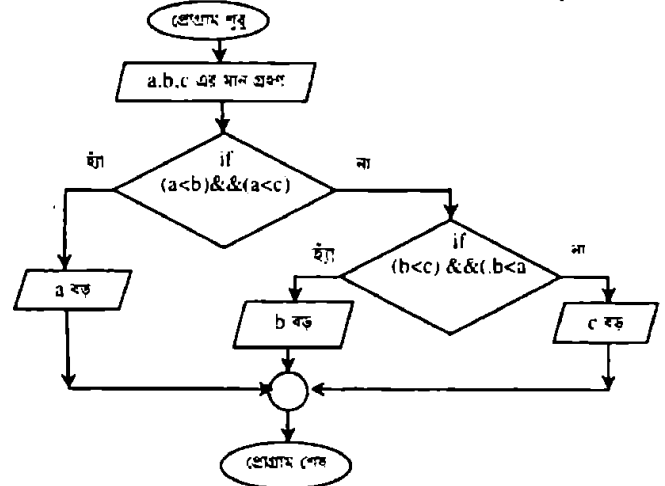 প্রোগ্রাম শুরু
a.b.c এর মান গ্রহণ
হ্যাঁ
if
না
(a<b)&&(a<c)
হ্যাঁ
if
না
(b<c) &&(.b<a
a বড়
b বড়
c বড়
প্রোগ্রাম শেষ